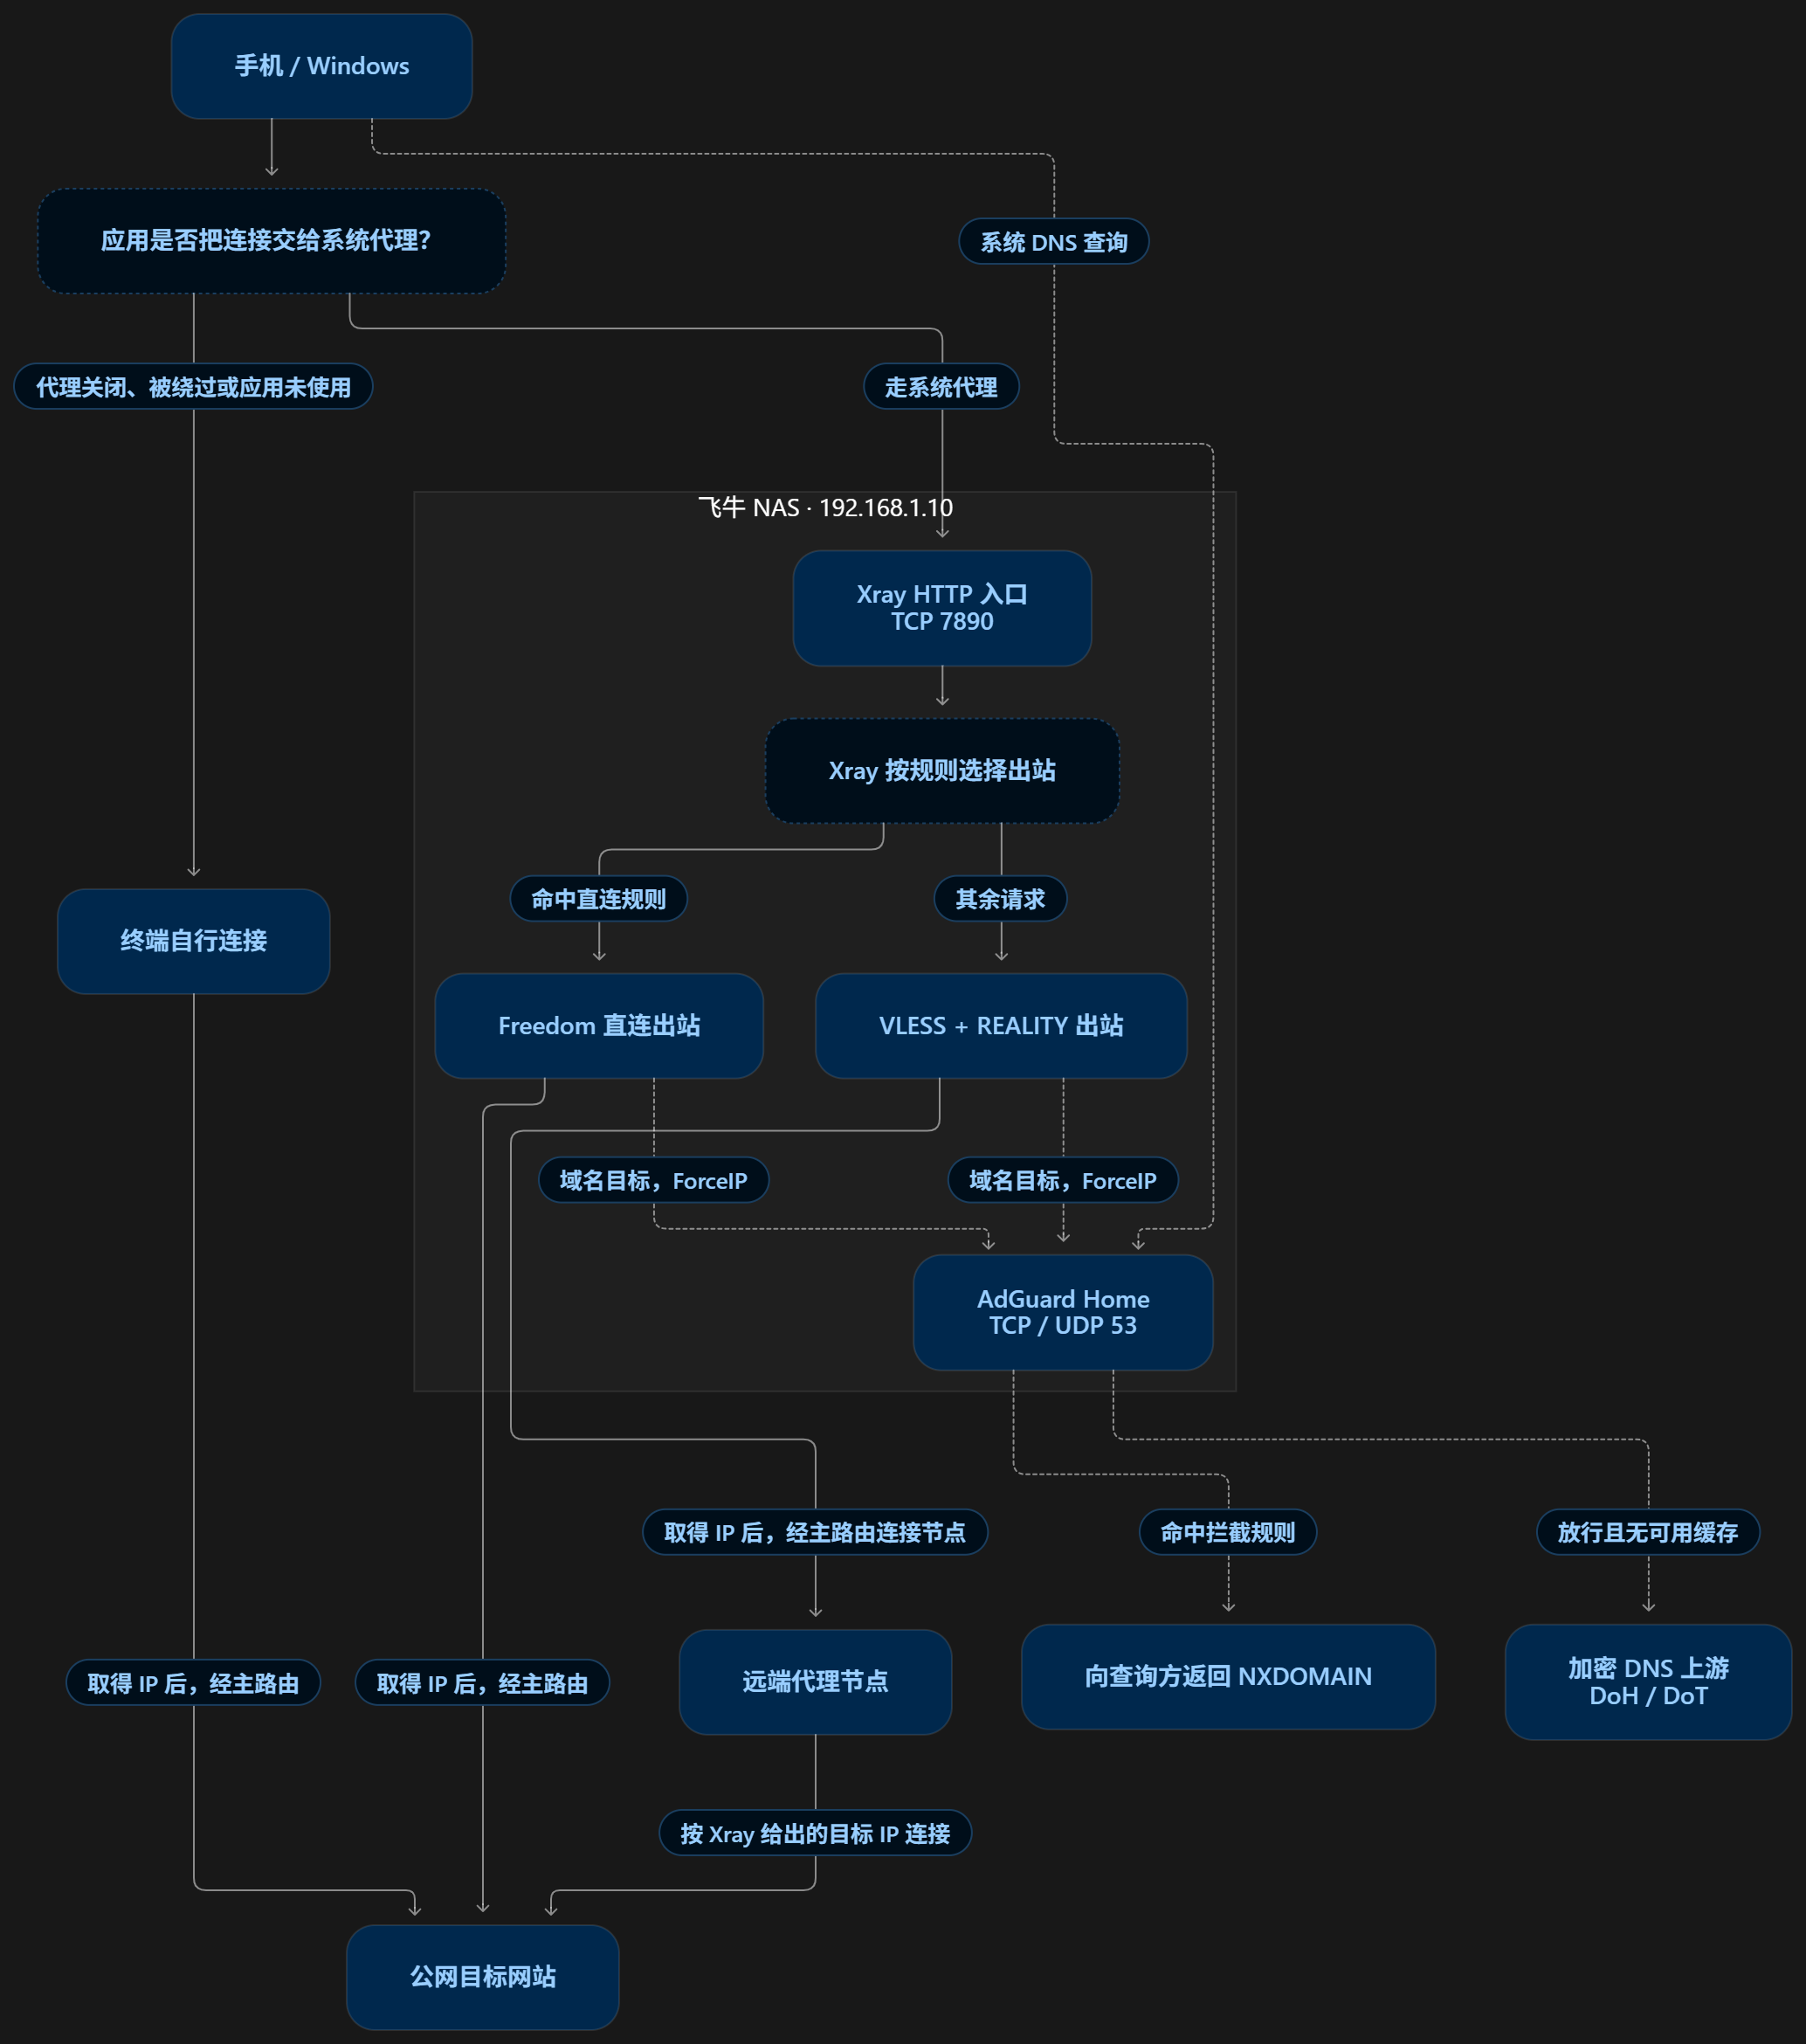 手机 / Windows
应用是否把连接交给系统代理？
系统 DNS 查询
代理关闭、被绕过或应用未使用
走系统代理
飞牛 NAS · 192.168.1.10
Xray HTTP 入口
TCP 7890
Xray 按规则选择出站
命中直连规则
其余请求
终端自行连接
Freedom 直连出站
VLESS + REALITY 出站
域名目标，ForceIP
域名目标，ForceIP
AdGuard Home
TCP / UDP 53
取得 IP 后，经主路由连接节点
命中拦截规则
放行且无可用缓存
取得 IP 后，经主路由
取得 IP 后，经主路由
远端代理节点
向查询方返回 NXDOMAIN
加密 DNS 上游
DoH / DoT
按 Xray 给出的目标 IP 连接
公网目标网站